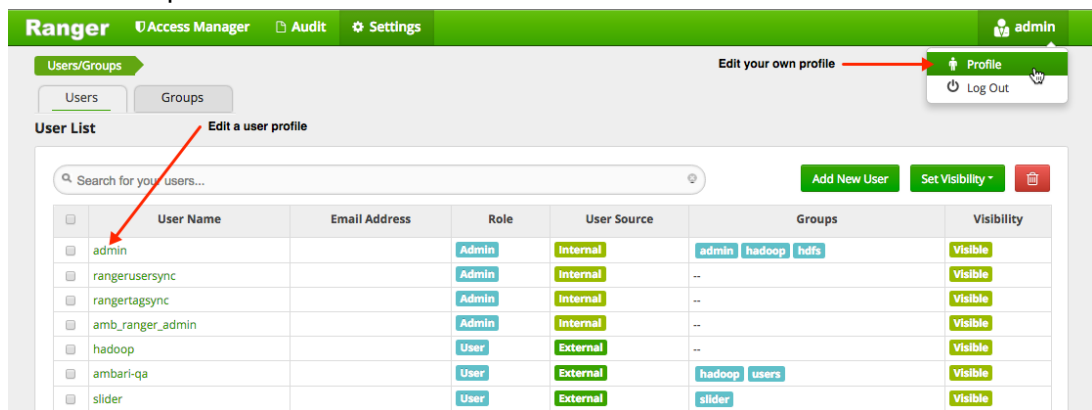 Ranger Access Manager Audit Settings admin
Users/Groups Edit your own profile Profile
Users Groups Log Out
User List Edit a user profile
Search for your users... Add New User Set Visibility
User Name Email Address Role User Source Groups Visibility
admin Admin Internal admin hadoop hdfs Visible
rangerusersync Admin Internal -- Visible
rangertagsync Admin Internal -- Visible
amb_ranger_admin Admin Internal -- Visible
hadoop User External -- Visible
ambari-qa User External hadoop users Visible
slider User External slider Visible